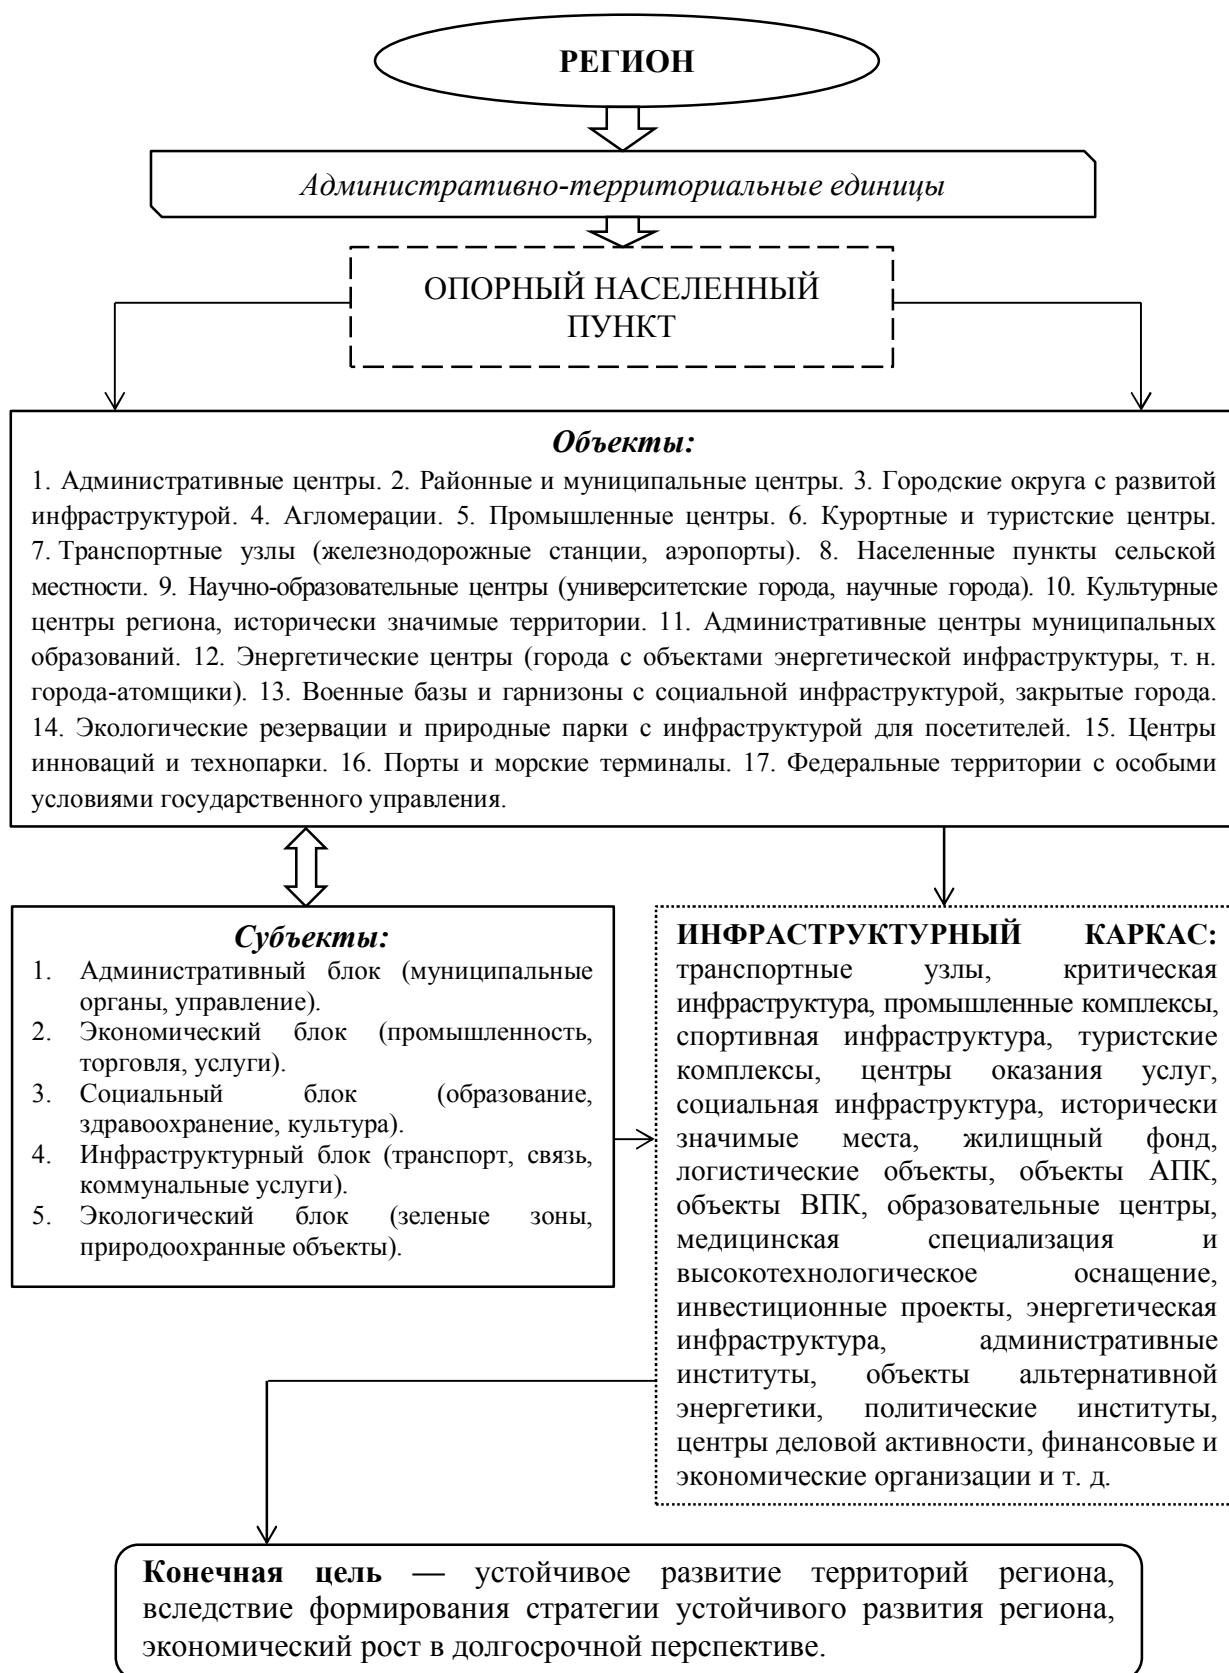 РЕГИОН
Административно-территориальные единицы
ОПОРНЫЙ НАСЕЛЕННЫЙ
ПУНКТ
Объекты:
1. Административные центры. 2. Районные и муниципальные центры. 3. Городские округа с развитой
инфраструктурой. 4. Агломерации. 5. Промышленные центры. 6. Курортные и туристские центры.
7. Транспортные узлы (железнодорожные станции, аэропорты). 8. Населенные пункты сельской
местности. 9. Научно-образовательные центры (университетские города, научные города). 10. Культурные
центры региона, исторически значимые территории. 11. Административные центры муниципальных
образований. 12. Энергетические центры (города с объектами энергетической инфраструктуры, т. н.
города-атомщики). 13. Военные базы и гарнизоны с социальной инфраструктурой, закрытые города.
14. Экологические резервации и природные парки с инфраструктурой для посетителей. 15. Центры
инноваций и технопарки. 16. Порты и морские терминалы. 17. Федеральные территории с особыми
условиями государственного управления.
Субъекты:
1. Административный блок (муниципальные
органы, управление).
2. Экономический блок (промышленность,
торговля, услуги).
3. Социальный блок (образование,
здравоохранение, культура).
4. Инфраструктурный блок (транспорт, связь,
коммунальные услуги).
5. Экологический блок (зеленые зоны,
природоохранные объекты).
ИНФРАСТРУКТУРНЫЙ КАРКАС:
транспортные узлы, критическая
инфраструктура, промышленные комплексы,
спортивная инфраструктура, туристские
комплексы, центры оказания услуг,
социальная инфраструктура, исторически
значимые места, жилищный фонд,
логистические объекты, объекты АПК,
объекты ВПК, образовательные центры,
медицинская специализация и
высокотехнологическое оснащение,
инвестиционные проекты, энергетическая
инфраструктура, административные
институты, объекты альтернативной
энергетики, политические институты,
центры деловой активности, финансовые и
экономические организации и т. д.
Конечная цель — устойчивое развитие территорий региона,
вследствие формирования стратегии устойчивого развития региона,
экономический рост в долгосрочной перспективе.